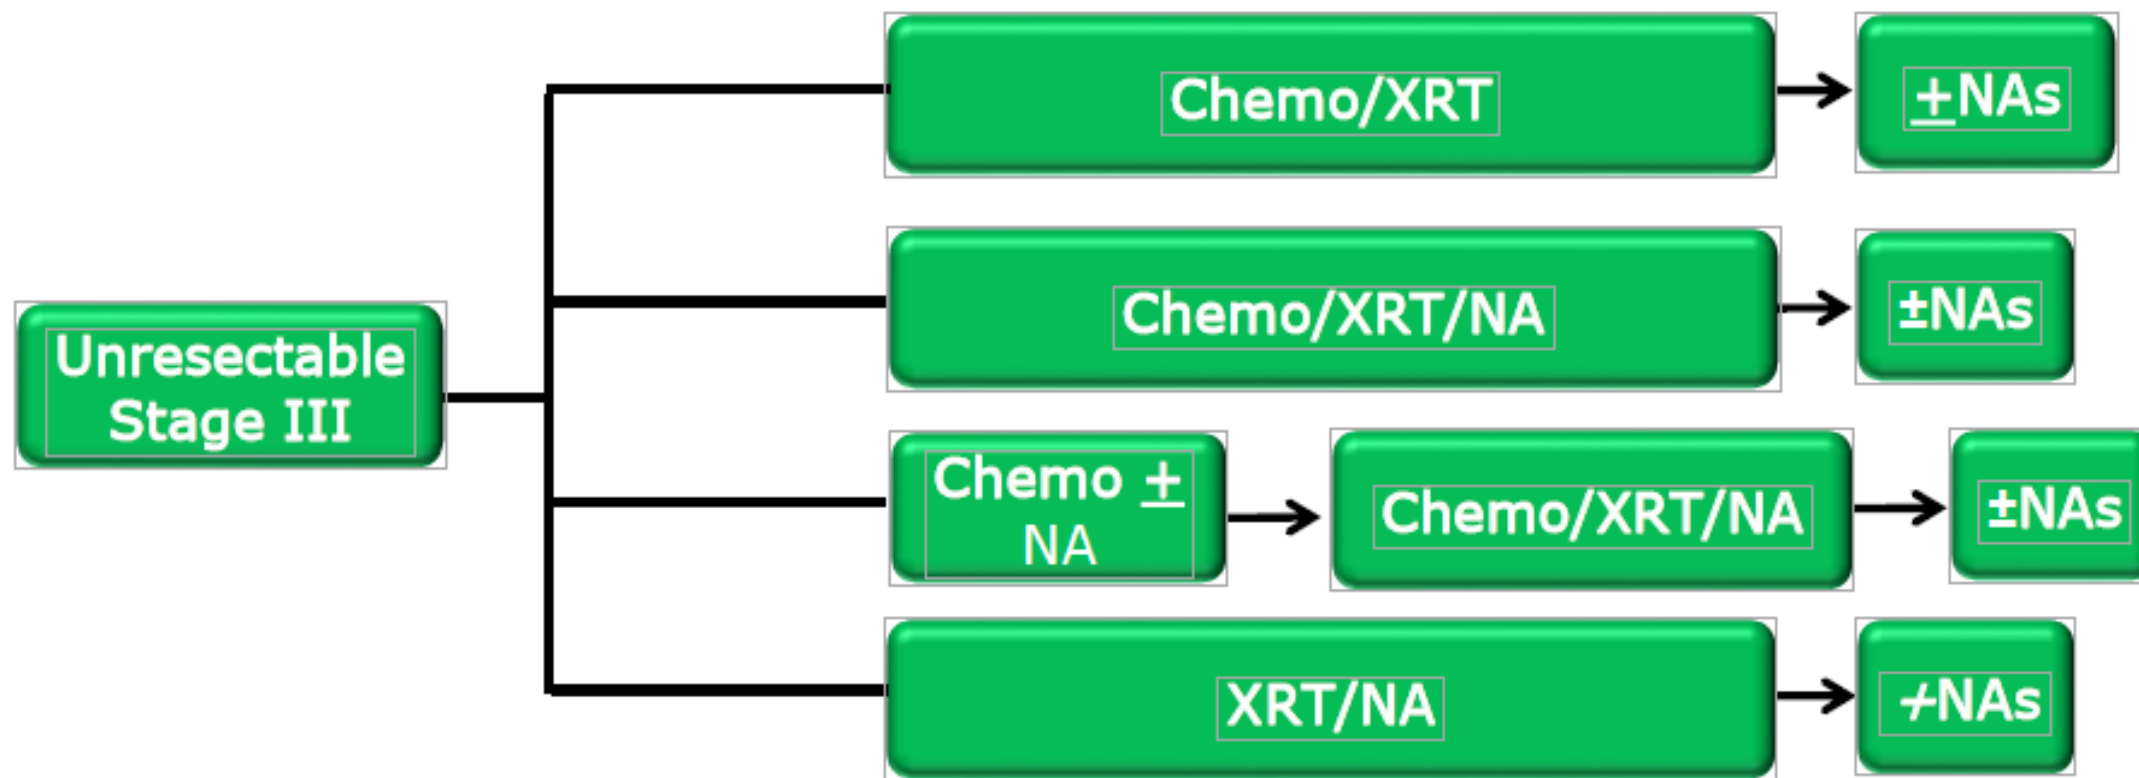 Chemo/XRT
+NAs
Chemo/XRT/NA
±NAs
Unresectable
Stage III
Chemo +
NA
Chemo/XRT/NA
±NAs
XRT/NA
+NAs